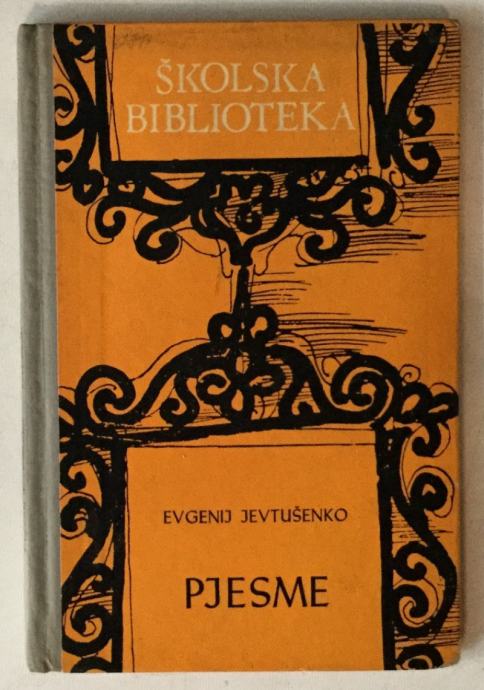 ŠKOLSKA
BIBLIOTEKA
EVGENIJ JEVTUŠENKO
PJESME